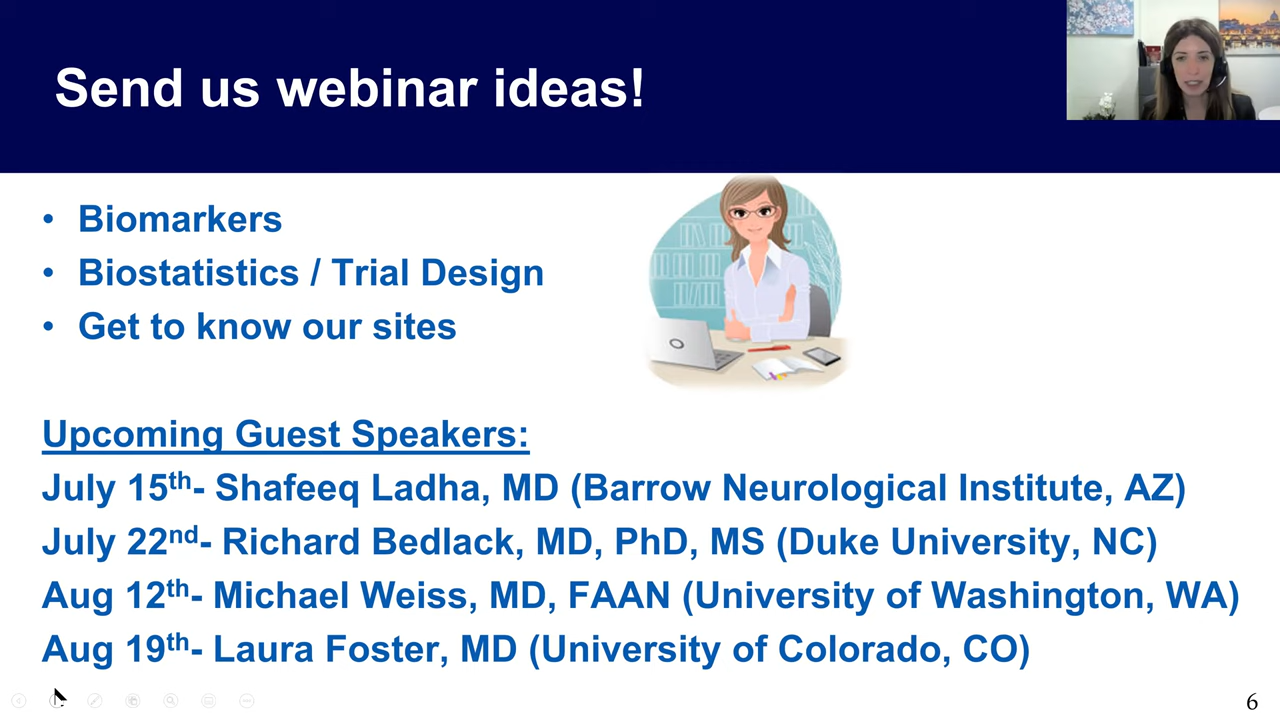 Send us webinar ideas!
• Biomarkers
• Biostatistics / Trial Design
• Get to know our sites
Upcoming Guest Speakers:
July 15th- Shafeeq Ladha, MD (Barrow Neurological Institute, AZ)
July 22nd- Richard Bedlack, MD, PhD, MS (Duke University, NC)
Aug 12th- Michael Weiss, MD, FAAN (University of Washington, WA)
Aug 19th- Laura Foster, MD (University of Colorado, CO)
6